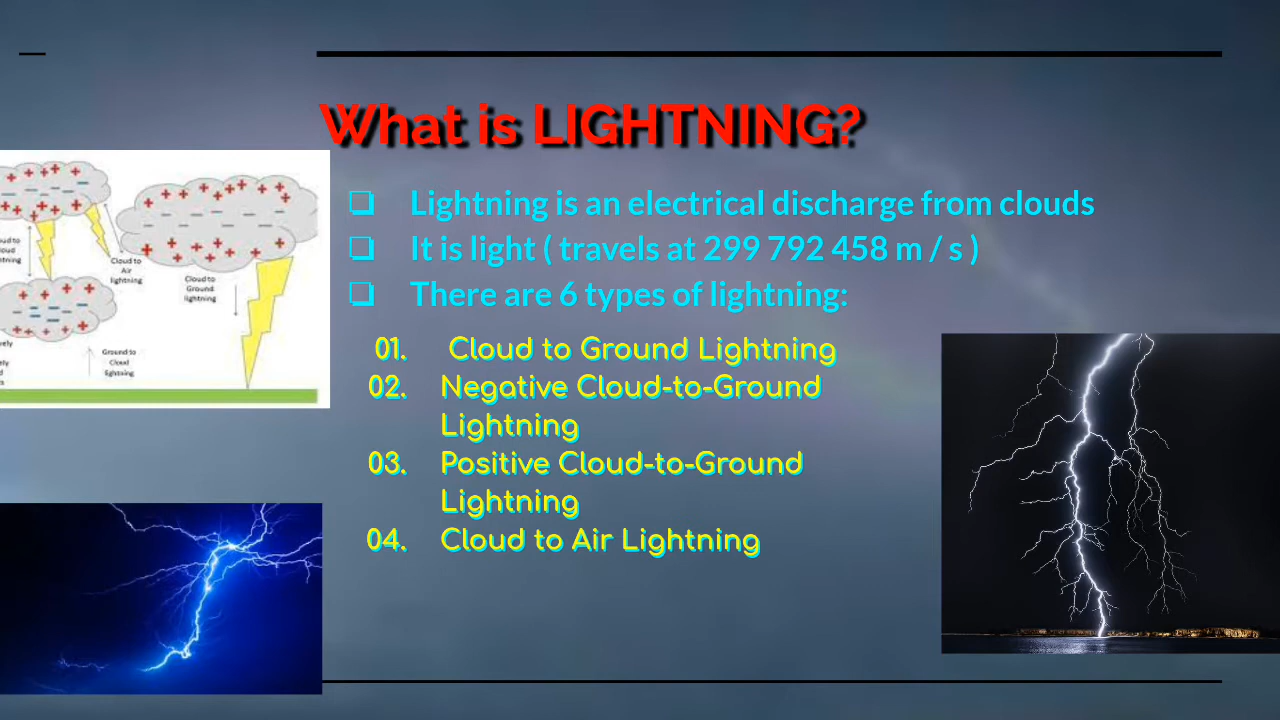 What is LIGHTNING?
❏ Lightning is an electrical discharge from clouds
❏ It is light ( travels at 299 792 458 m / s )
❏ There are 6 types of lightning:
01. Cloud to Ground Lightning
02. Negative Cloud-to-Ground
Lightning
03. Positive Cloud-to-Ground
Lightning
04. Cloud to Air Lightning
Cloud to
Air
lightning
Cloud to
Ground
lightning
Ground to
Cloud
lightning